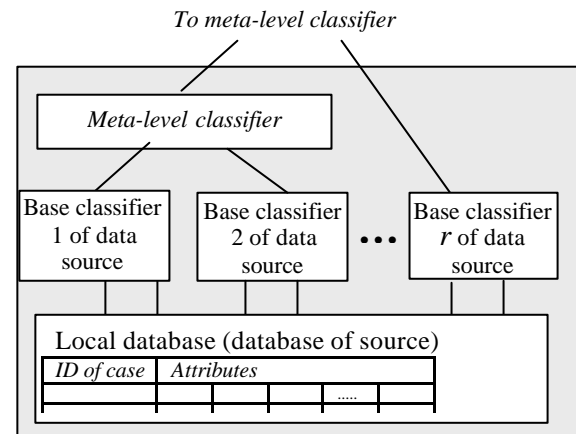 To meta-level classifier
Meta-level classifier
Base classifier
1 of data
source
Base classifier
2 of data
source
•••
Base classifier
r of data
source
Local database (database of source)
ID of case Attributes
.....